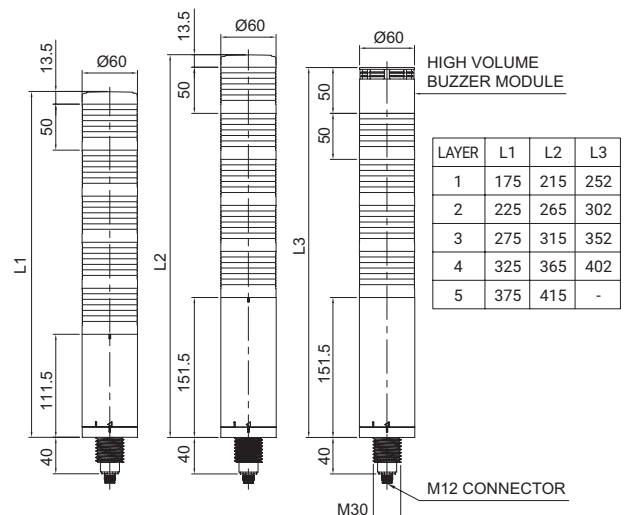 Ø60
13.5
50
L1
111.5
40
Ø60
13.5
50
L2
151.5
40
Ø60
HIGH VOLUME
BUZZER MODULE
50
50
L3
151.5
40
M30
M12 CONNECTOR
LAYER L1 L2 L3
1 175 215 252
2 225 265 302
3 275 315 352
4 325 365 402
5 375 415 -